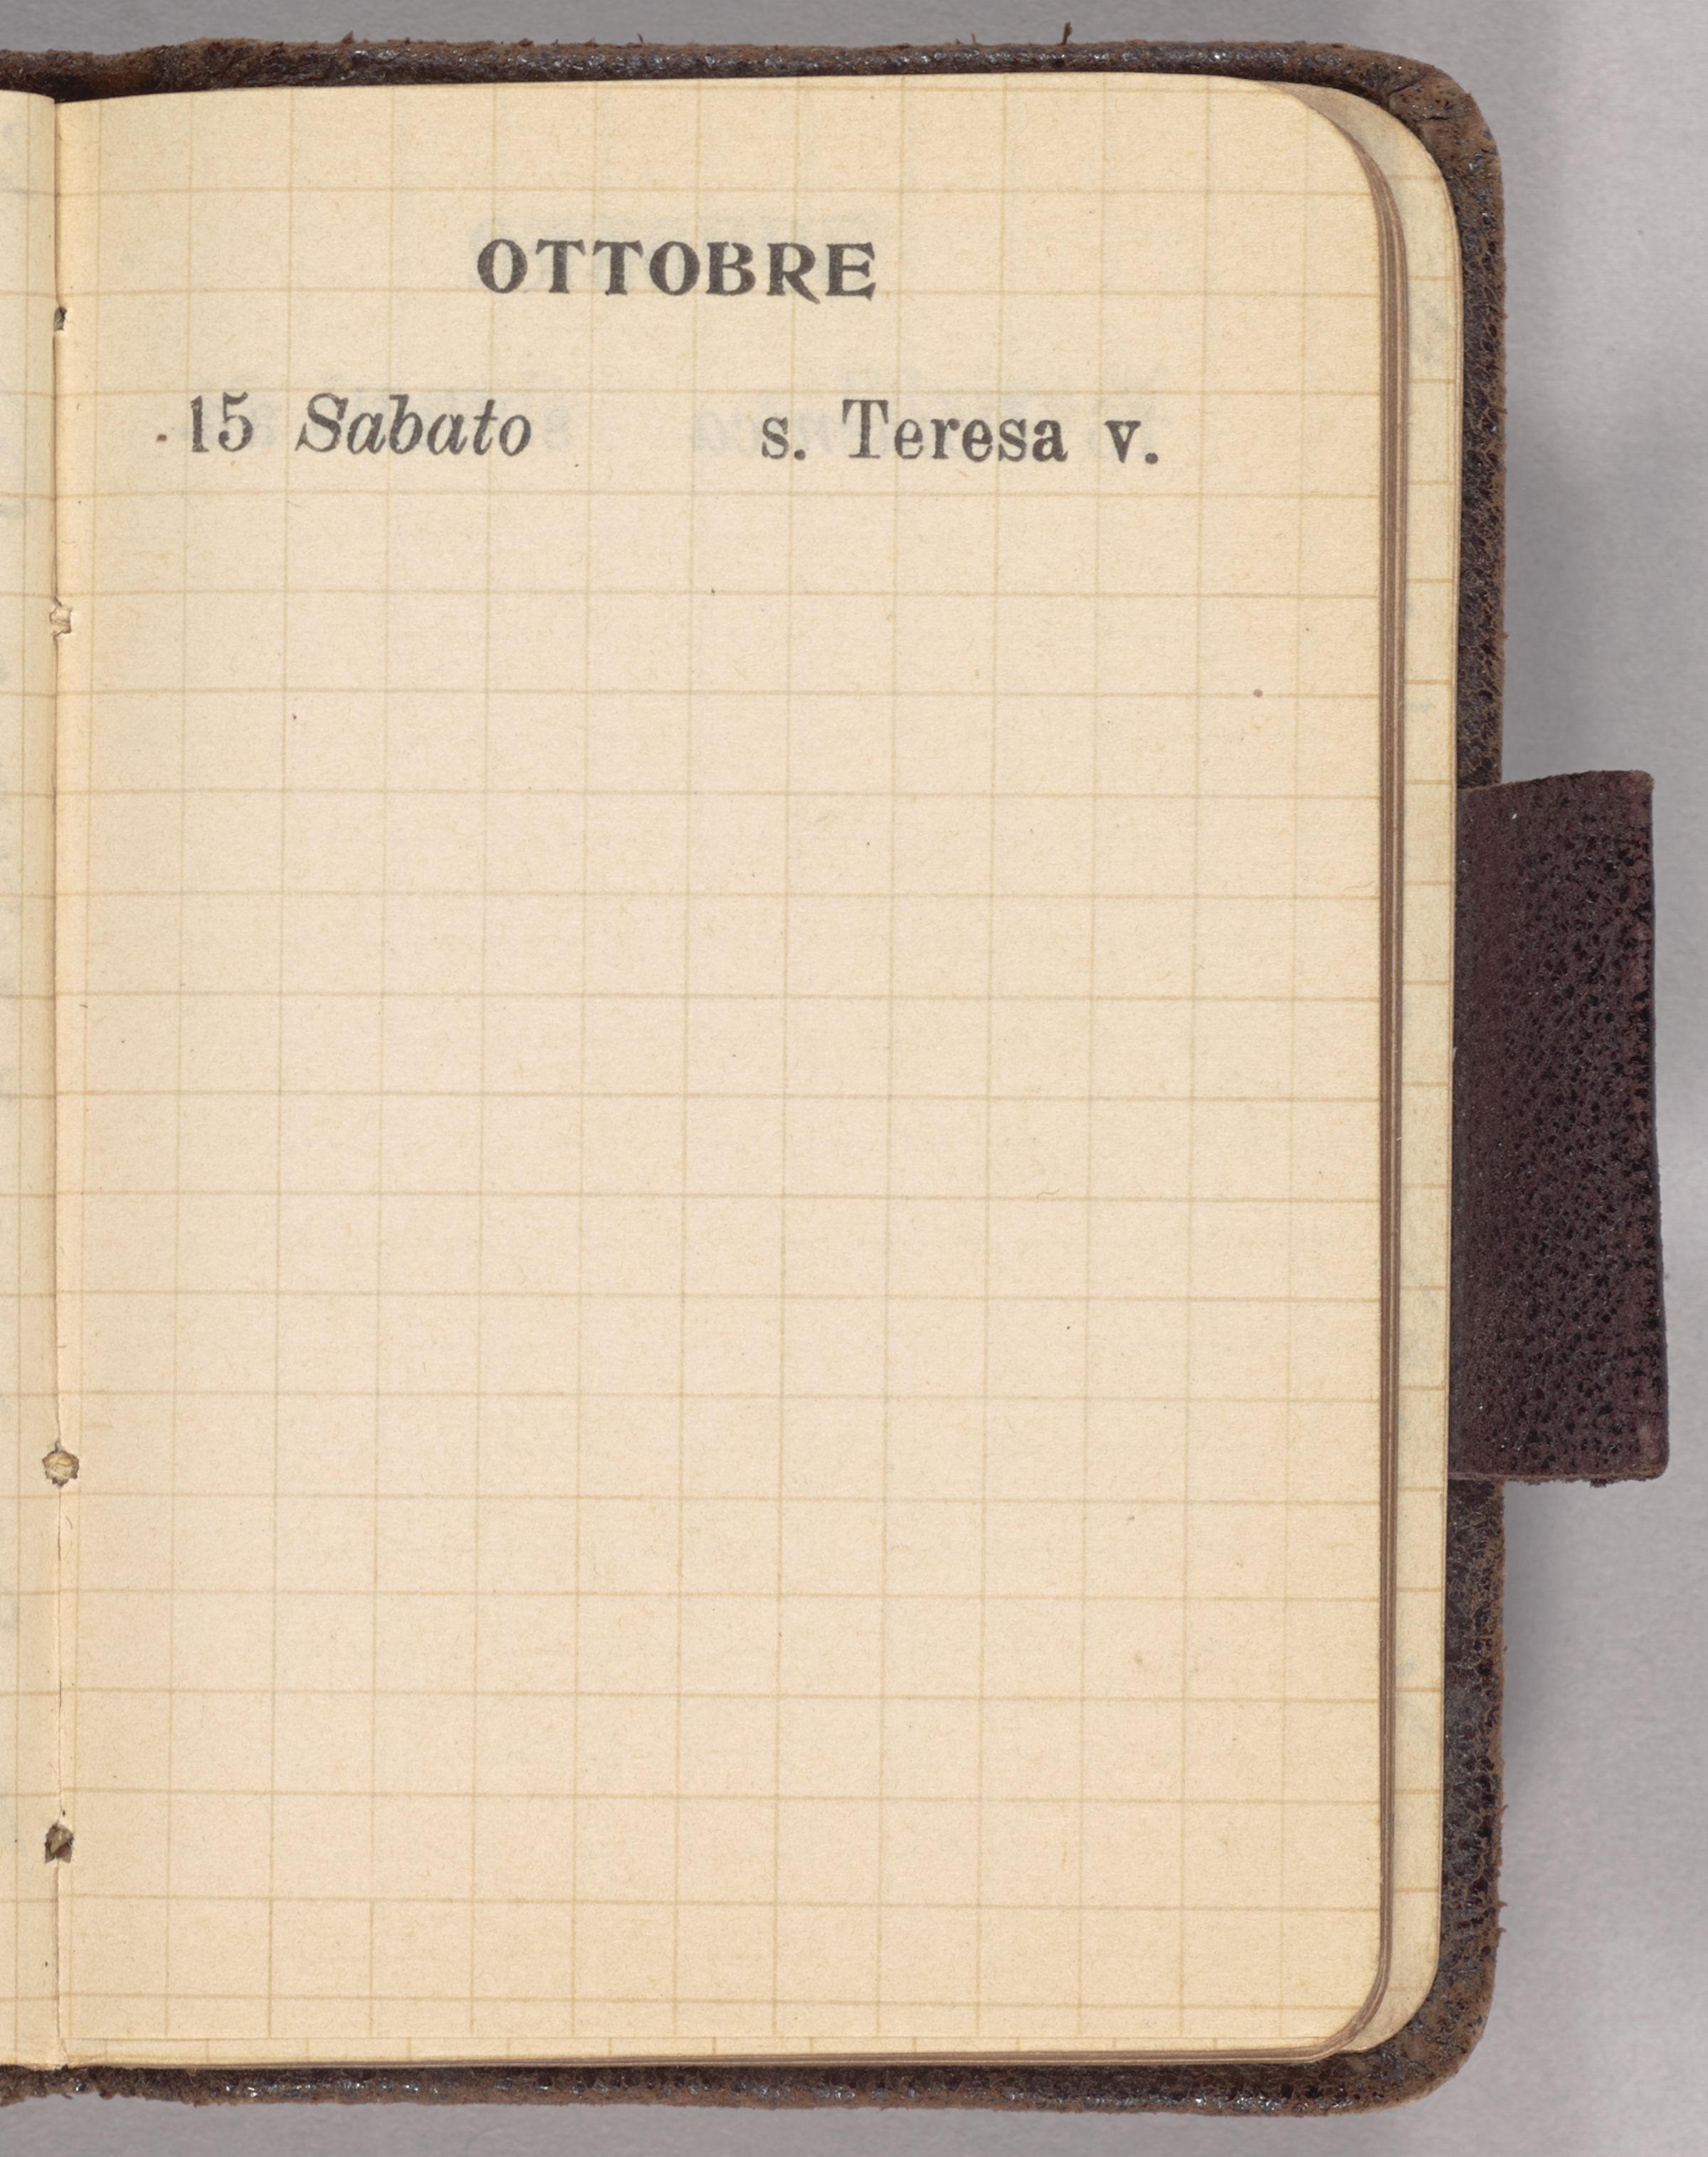 OTTOBRE
15 Sabato s. Teresa v.